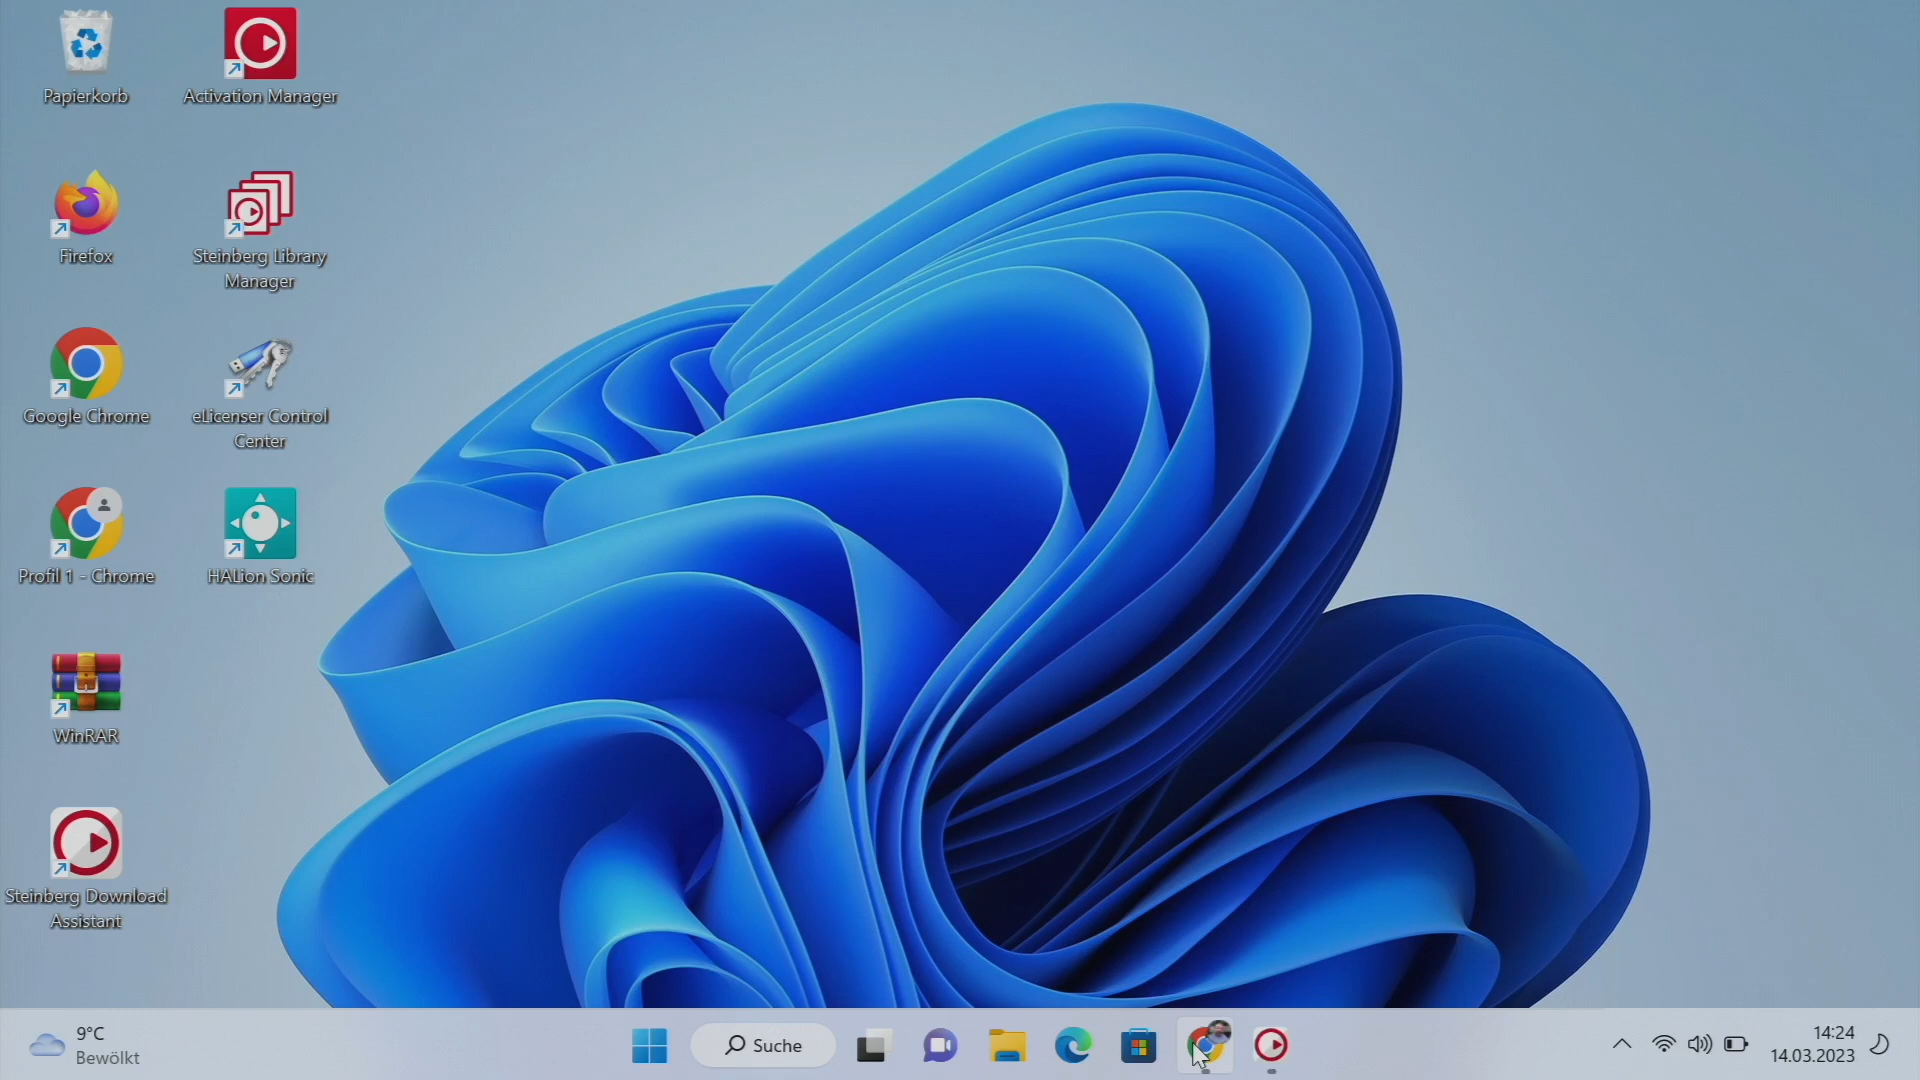 Papierkorb
Activation Manager
Firefox
Steinberg Library
Manager
Google Chrome
eLicenser Control
Center
Profil 1 - Chrome
HALion Sonic
WinRAR
Steinberg Download
Assistant
9°C
Bewölkt
Suche
14:24
14.03.2023